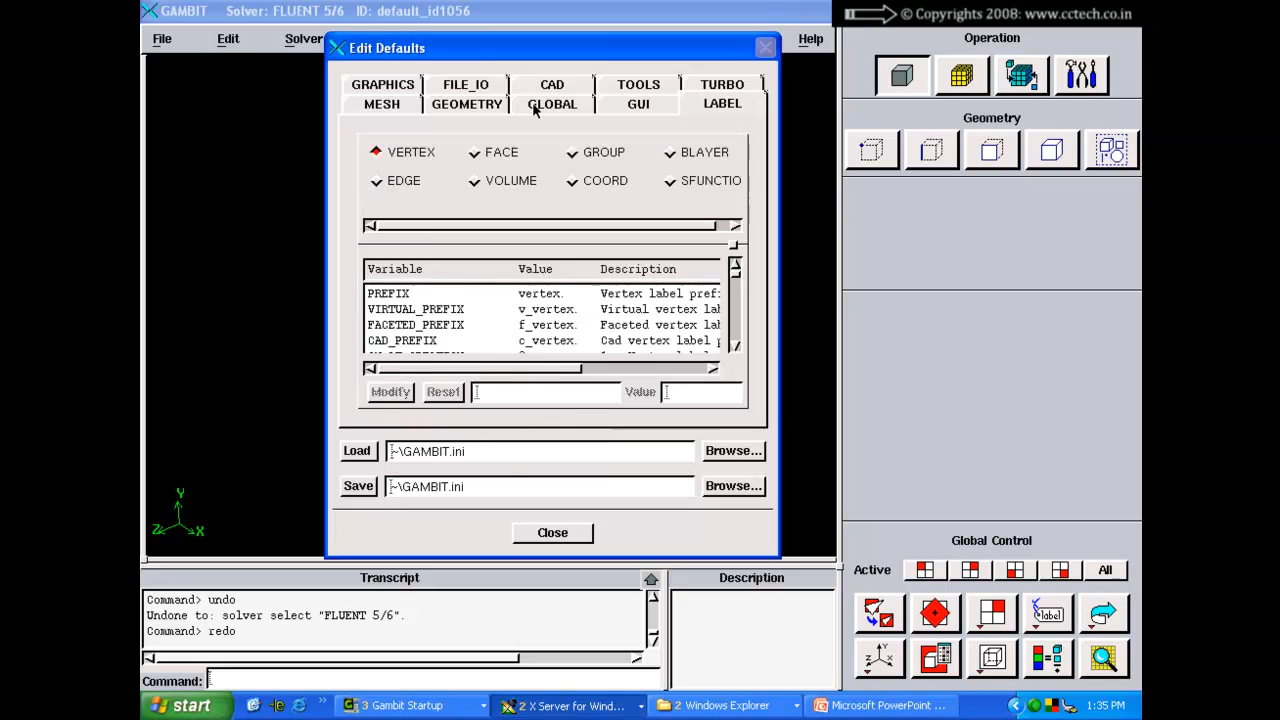 GAMBIT Solver: FLUENT 5/6 ID: default_id1056
© Copyrights 2008: www.cctech.co.in
File Edit Solver Help
Edit Defaults
GRAPHICS FILE_IO CAD TOOLS TURBO
MESH GEOMETRY GLOBAL GUI LABEL
VERTEX FACE GROUP BLAYER
EDGE VOLUME COORD SFUNCTIO
Variable Value Description
PREFIX vertex. Vertex label pref
VIRTUAL_PREFIX v_vertex. Virtual vertex lab
FACETED_PREFIX f_vertex. Faceted vertex lab
CAD_PREFIX c_vertex. Cad vertex label p
Modify Reset Value
Load ~\GAMBIT.ini Browse...
Save ~\GAMBIT.ini Browse...
Close
Operation
Geometry
Global Control
Active All
label
Y
Z X
Transcript
Command> undo
Undone to: solver select "FLUENT 5/6".
Command> redo
Command:
Description
start 3 Gambit Startup 2 X Server for Wind... 2 Windows Explorer Microsoft PowerPoint ... 1:35 PM